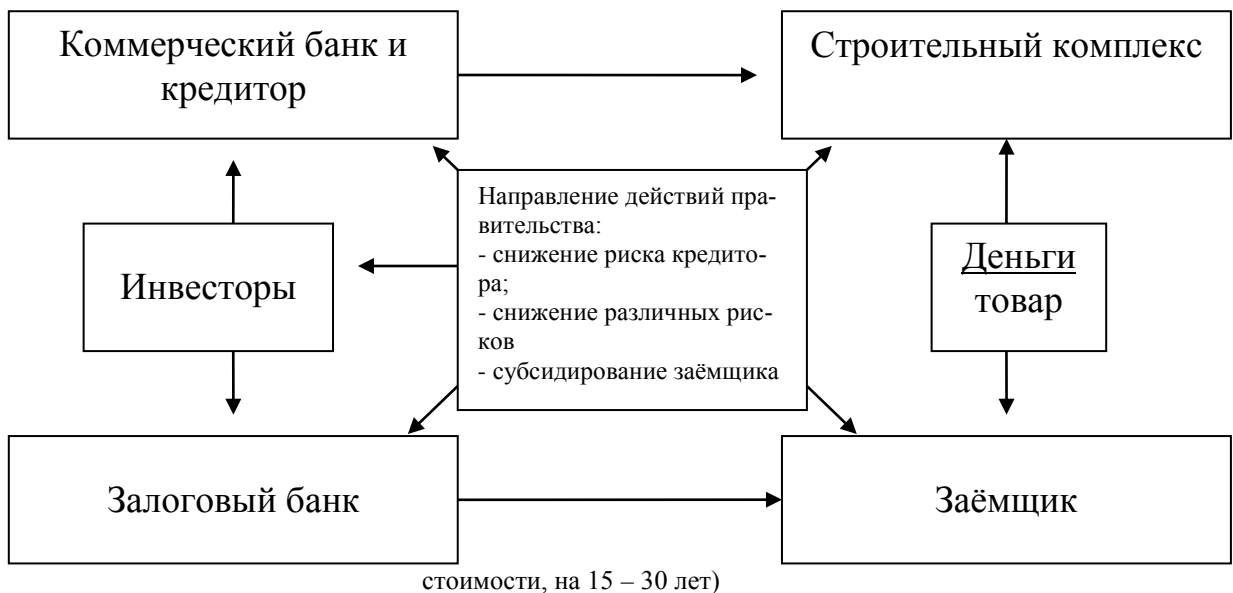 Коммерческий банк и
кредитор
Строительный комплекс
Направление действий пра-
вительства:
- снижение риска кредито-
ра;
- снижение различных рис-
ков
- субсидирование заёмщика
Инвесторы
Деньги
товар
Залоговый банк
Заёмщик
стоимости, на 15 – 30 лет)